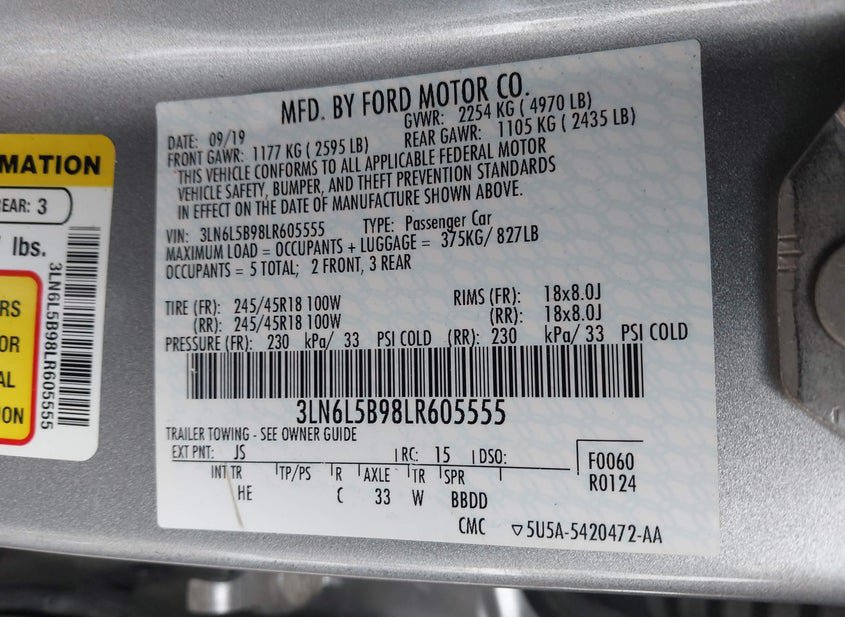 MATION
REAR: 3
lbs.
3LN6L5B98LR605555
ERS
OR
AL
ION
MFD. BY FORD MOTOR CO.
DATE: 09/19 GVWR: 2254 KG ( 4970 LB)
FRONT GAWR: 1177 KG ( 2595 LB) REAR GAWR: 1105 KG ( 2435 LB)
THIS VEHICLE CONFORMS TO ALL APPLICABLE FEDERAL MOTOR
VEHICLE SAFETY, BUMPER, AND THEFT PREVENTION STANDARDS
IN EFFECT ON THE DATE OF MANUFACTURE SHOWN ABOVE.
VIN: 3LN6L5B98LR605555 TYPE: Passenger Car
MAXIMUM LOAD = OCCUPANTS + LUGGAGE = 375KG/ 827LB
OCCUPANTS = 5 TOTAL; 2 FRONT, 3 REAR
TIRE (FR): 245/45R18 100W RIMS (FR): 18x8.0J
(RR): 245/45R18 100W (RR): 18x8.0J
PRESSURE (FR): 230 kPa/ 33 PSI COLD (RR): 230 kPa/ 33 PSI COLD
3LN6L5B98LR605555
TRAILER TOWING - SEE OWNER GUIDE
EXT PNT: JS RC: 15 DSO: F0060
INT TR TP/PS R AXLE TR SPR R0124
HE C 33 W BBDD
CMC ▽5U5A-5420472-AA